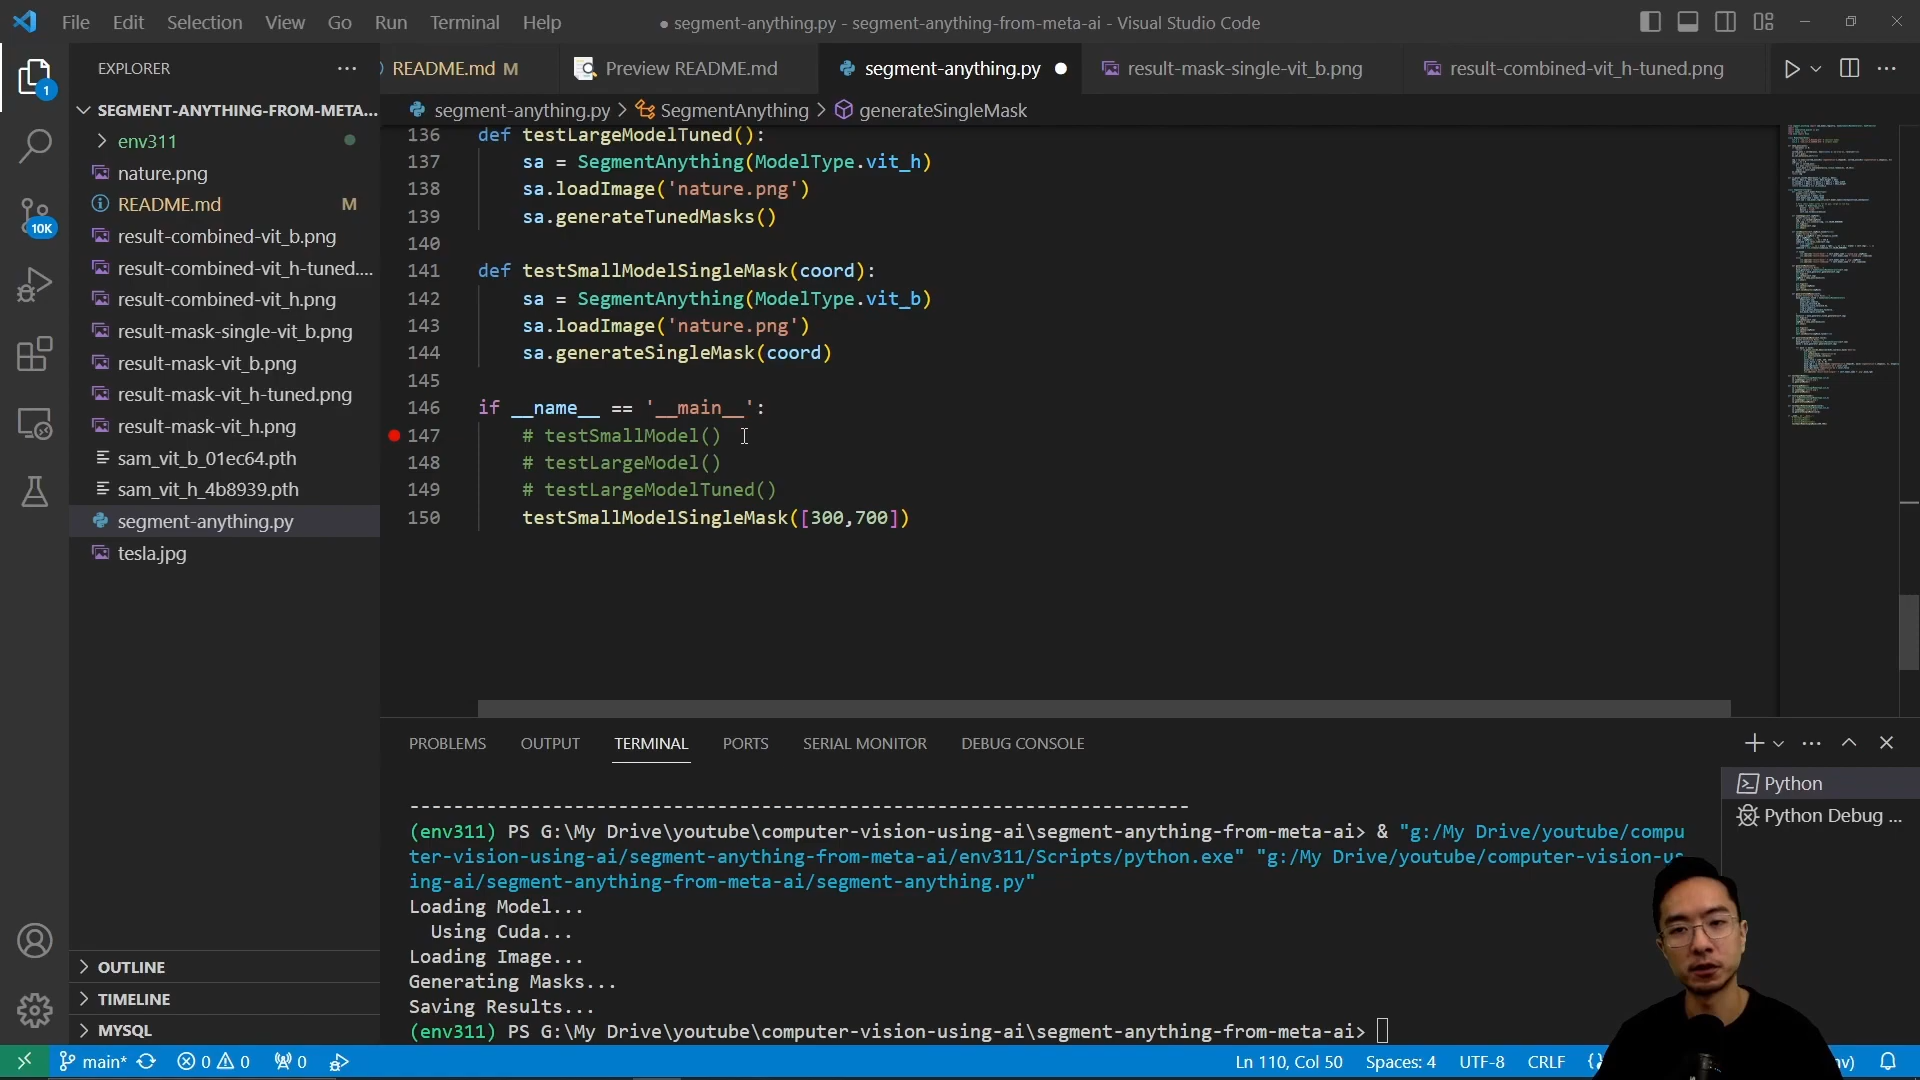 File Edit Selection View Go Run Terminal Help
● segment-anything.py - segment-anything-from-meta-ai - Visual Studio Code
EXPLORER
README.md M
Preview README.md
segment-anything.py
result-mask-single-vit_b.png
result-combined-vit_h-tuned.png
segment-anything.py > SegmentAnything > generateSingleMask
1
10K
SEGMENT-ANYTHING-FROM-META...
env311
nature.png
README.md M
result-combined-vit_b.png
result-combined-vit_h-tuned....
result-combined-vit_h.png
result-mask-single-vit_b.png
result-mask-vit_b.png
result-mask-vit_h-tuned.png
result-mask-vit_h.png
sam_vit_b_01ec64.pth
sam_vit_h_4b8939.pth
segment-anything.py
tesla.jpg
OUTLINE
TIMELINE
MYSQL
136 def testLargeModelTuned():
137 sa = SegmentAnything(ModelType.vit_h)
138 sa.loadImage('nature.png')
139 sa.generateTunedMasks()
140
141 def testSmallModelSingleMask(coord):
142 sa = SegmentAnything(ModelType.vit_b)
143 sa.loadImage('nature.png')
144 sa.generateSingleMask(coord)
145
146 if __name__ == '__main__':
147 # testSmallModel()
148 # testLargeModel()
149 # testLargeModelTuned()
150 testSmallModelSingleMask([300,700])
PROBLEMS OUTPUT TERMINAL PORTS SERIAL MONITOR DEBUG CONSOLE
Python
Python Debug ...
-----------------------------------------------------------------------
(env311) PS G:\My Drive\youtube\computer-vision-using-ai\segment-anything-from-meta-ai> & "g:/My Drive/youtube/compu
ter-vision-using-ai/segment-anything-from-meta-ai/env311/Scripts/python.exe" "g:/My Drive/youtube/computer-vision-us
ing-ai/segment-anything-from-meta-ai/segment-anything.py"
Loading Model...
Using Cuda...
Loading Image...
Generating Masks...
Saving Results...
(env311) PS G:\My Drive\youtube\computer-vision-using-ai\segment-anything-from-meta-ai>
main* 0 0 0
Ln 110, Col 50 Spaces: 4 UTF-8 CRLF